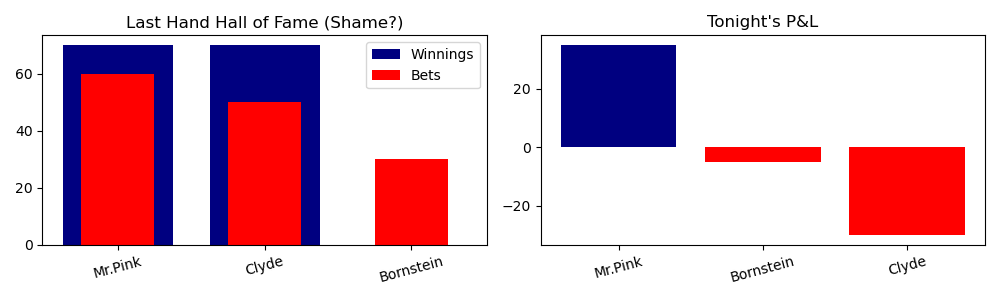 Last Hand Hall of Fame (Shame?)
60
40
20
0
Winnings
Bets
Mr.Pink
Clyde
Bornstein
Tonight's P&L
20
0
−20
Mr.Pink
Bornstein
Clyde